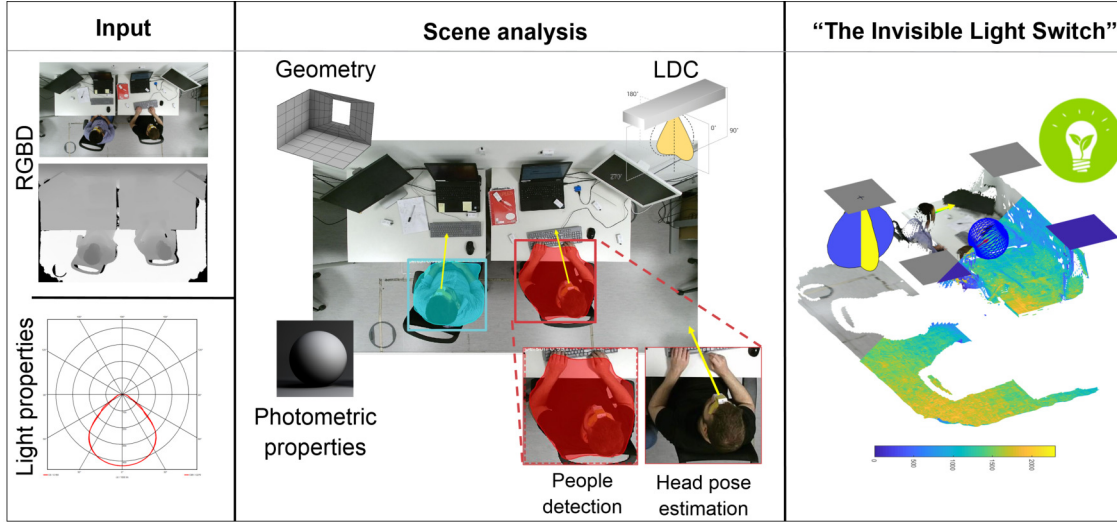 Input
Scene analysis
“The Invisible Light Switch”
RGBD
Light properties
Geometry
LDC
180°
0°
90°
270°
Photometric
properties
People
detection
Head pose
estimation
0
500
1000
1500
2000